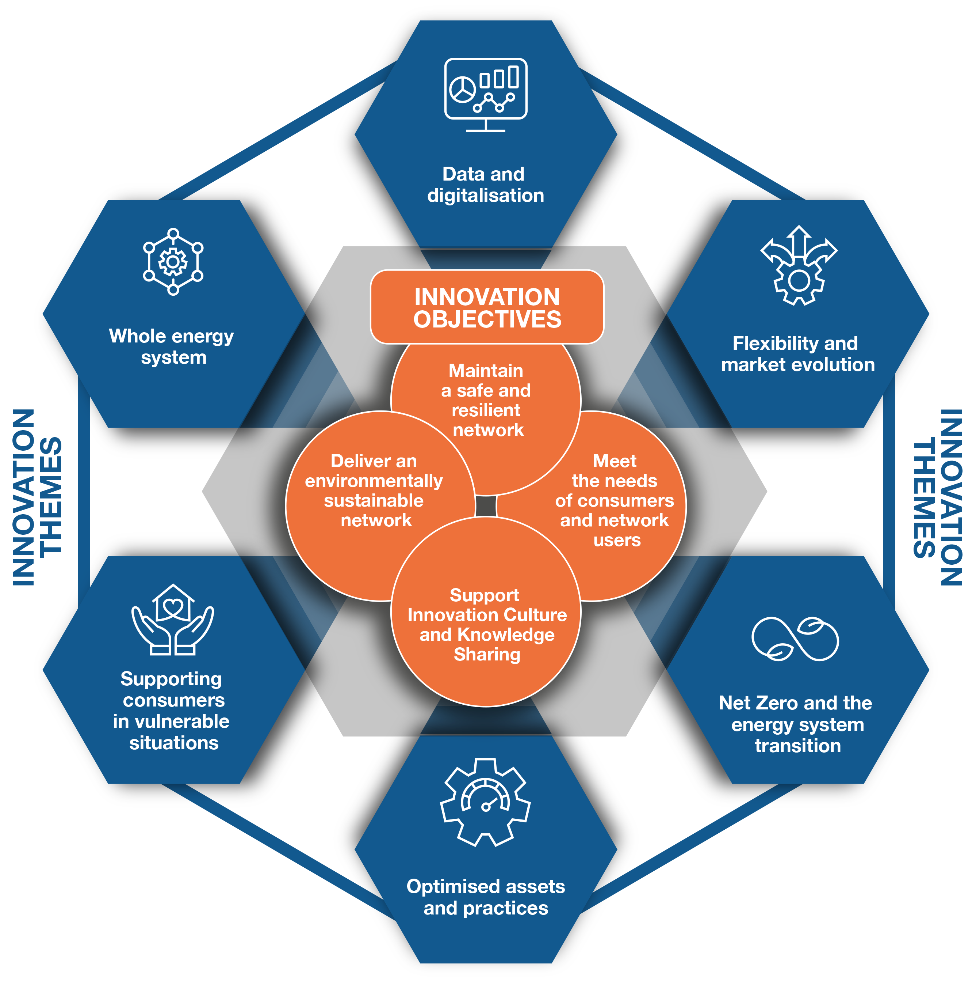 Data and
digitalisation
Whole energy
system
Flexibility and
market evolution
INNOVATION
OBJECTIVES
Maintain
a safe and
resilient
network
Deliver an
environmentally
sustainable
network
Meet
the needs
of consumers
and network
users
Support
Innovation Culture
and Knowledge
Sharing
INNOVATION
THEMES
INNOVATION
THEMES
Supporting
consumers
in vulnerable
situations
Net Zero and the
energy system
transition
Optimised assets
and practices